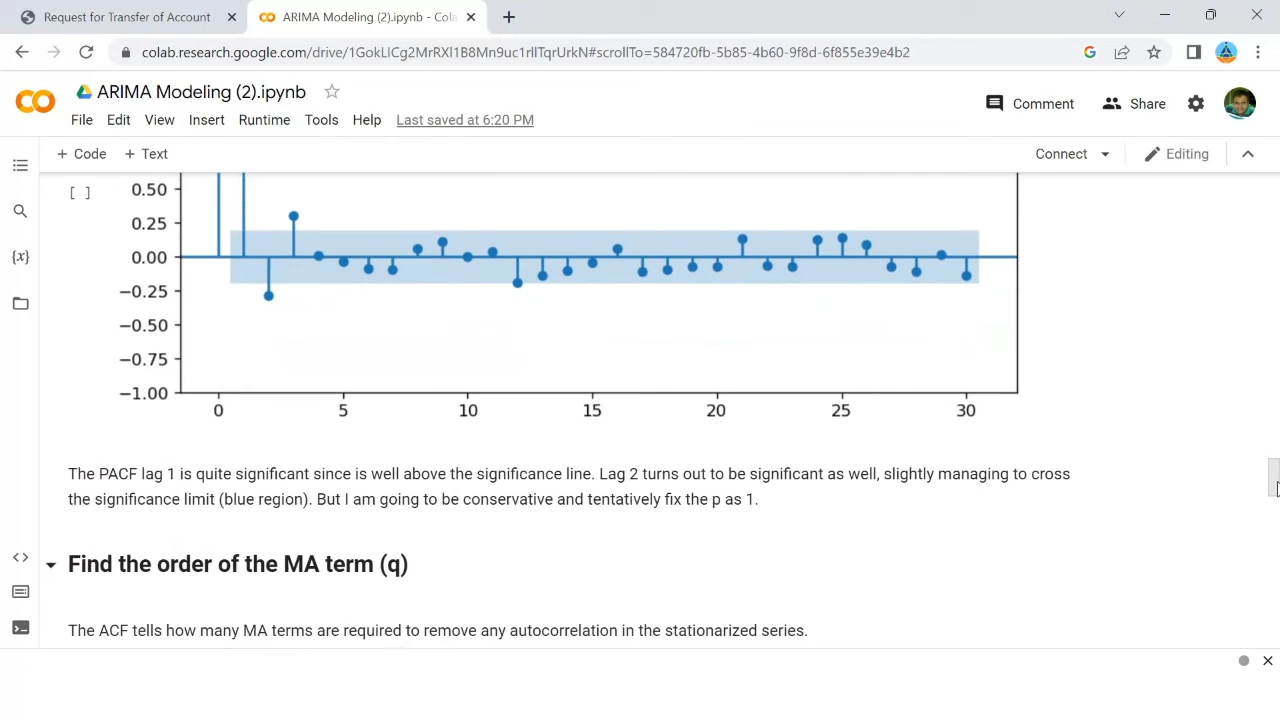 Request for Transfer of Account
ARIMA Modeling (2).ipynb - Cola
colab.research.google.com/drive/1GokLlCg2MrRXl1B8Mn9uc1rllTqrUrkN#scrollTo=584720fb-5b85-4b60-9f8d-6f855e39e4b2
ARIMA Modeling (2).ipynb
Comment
Share
File Edit View Insert Runtime Tools Help Last saved at 6:20 PM
+ Code + Text
Connect
Editing
[ ]
0.50
0.25
0.00
−0.25
−0.50
−0.75
−1.00
0 5 10 15 20 25 30
The PACF lag 1 is quite significant since is well above the significance line. Lag 2 turns out to be significant as well, slightly managing to cross
the significance limit (blue region). But I am going to be conservative and tentatively fix the p as 1.
Find the order of the MA term (q)
The ACF tells how many MA terms are required to remove any autocorrelation in the stationarized series.